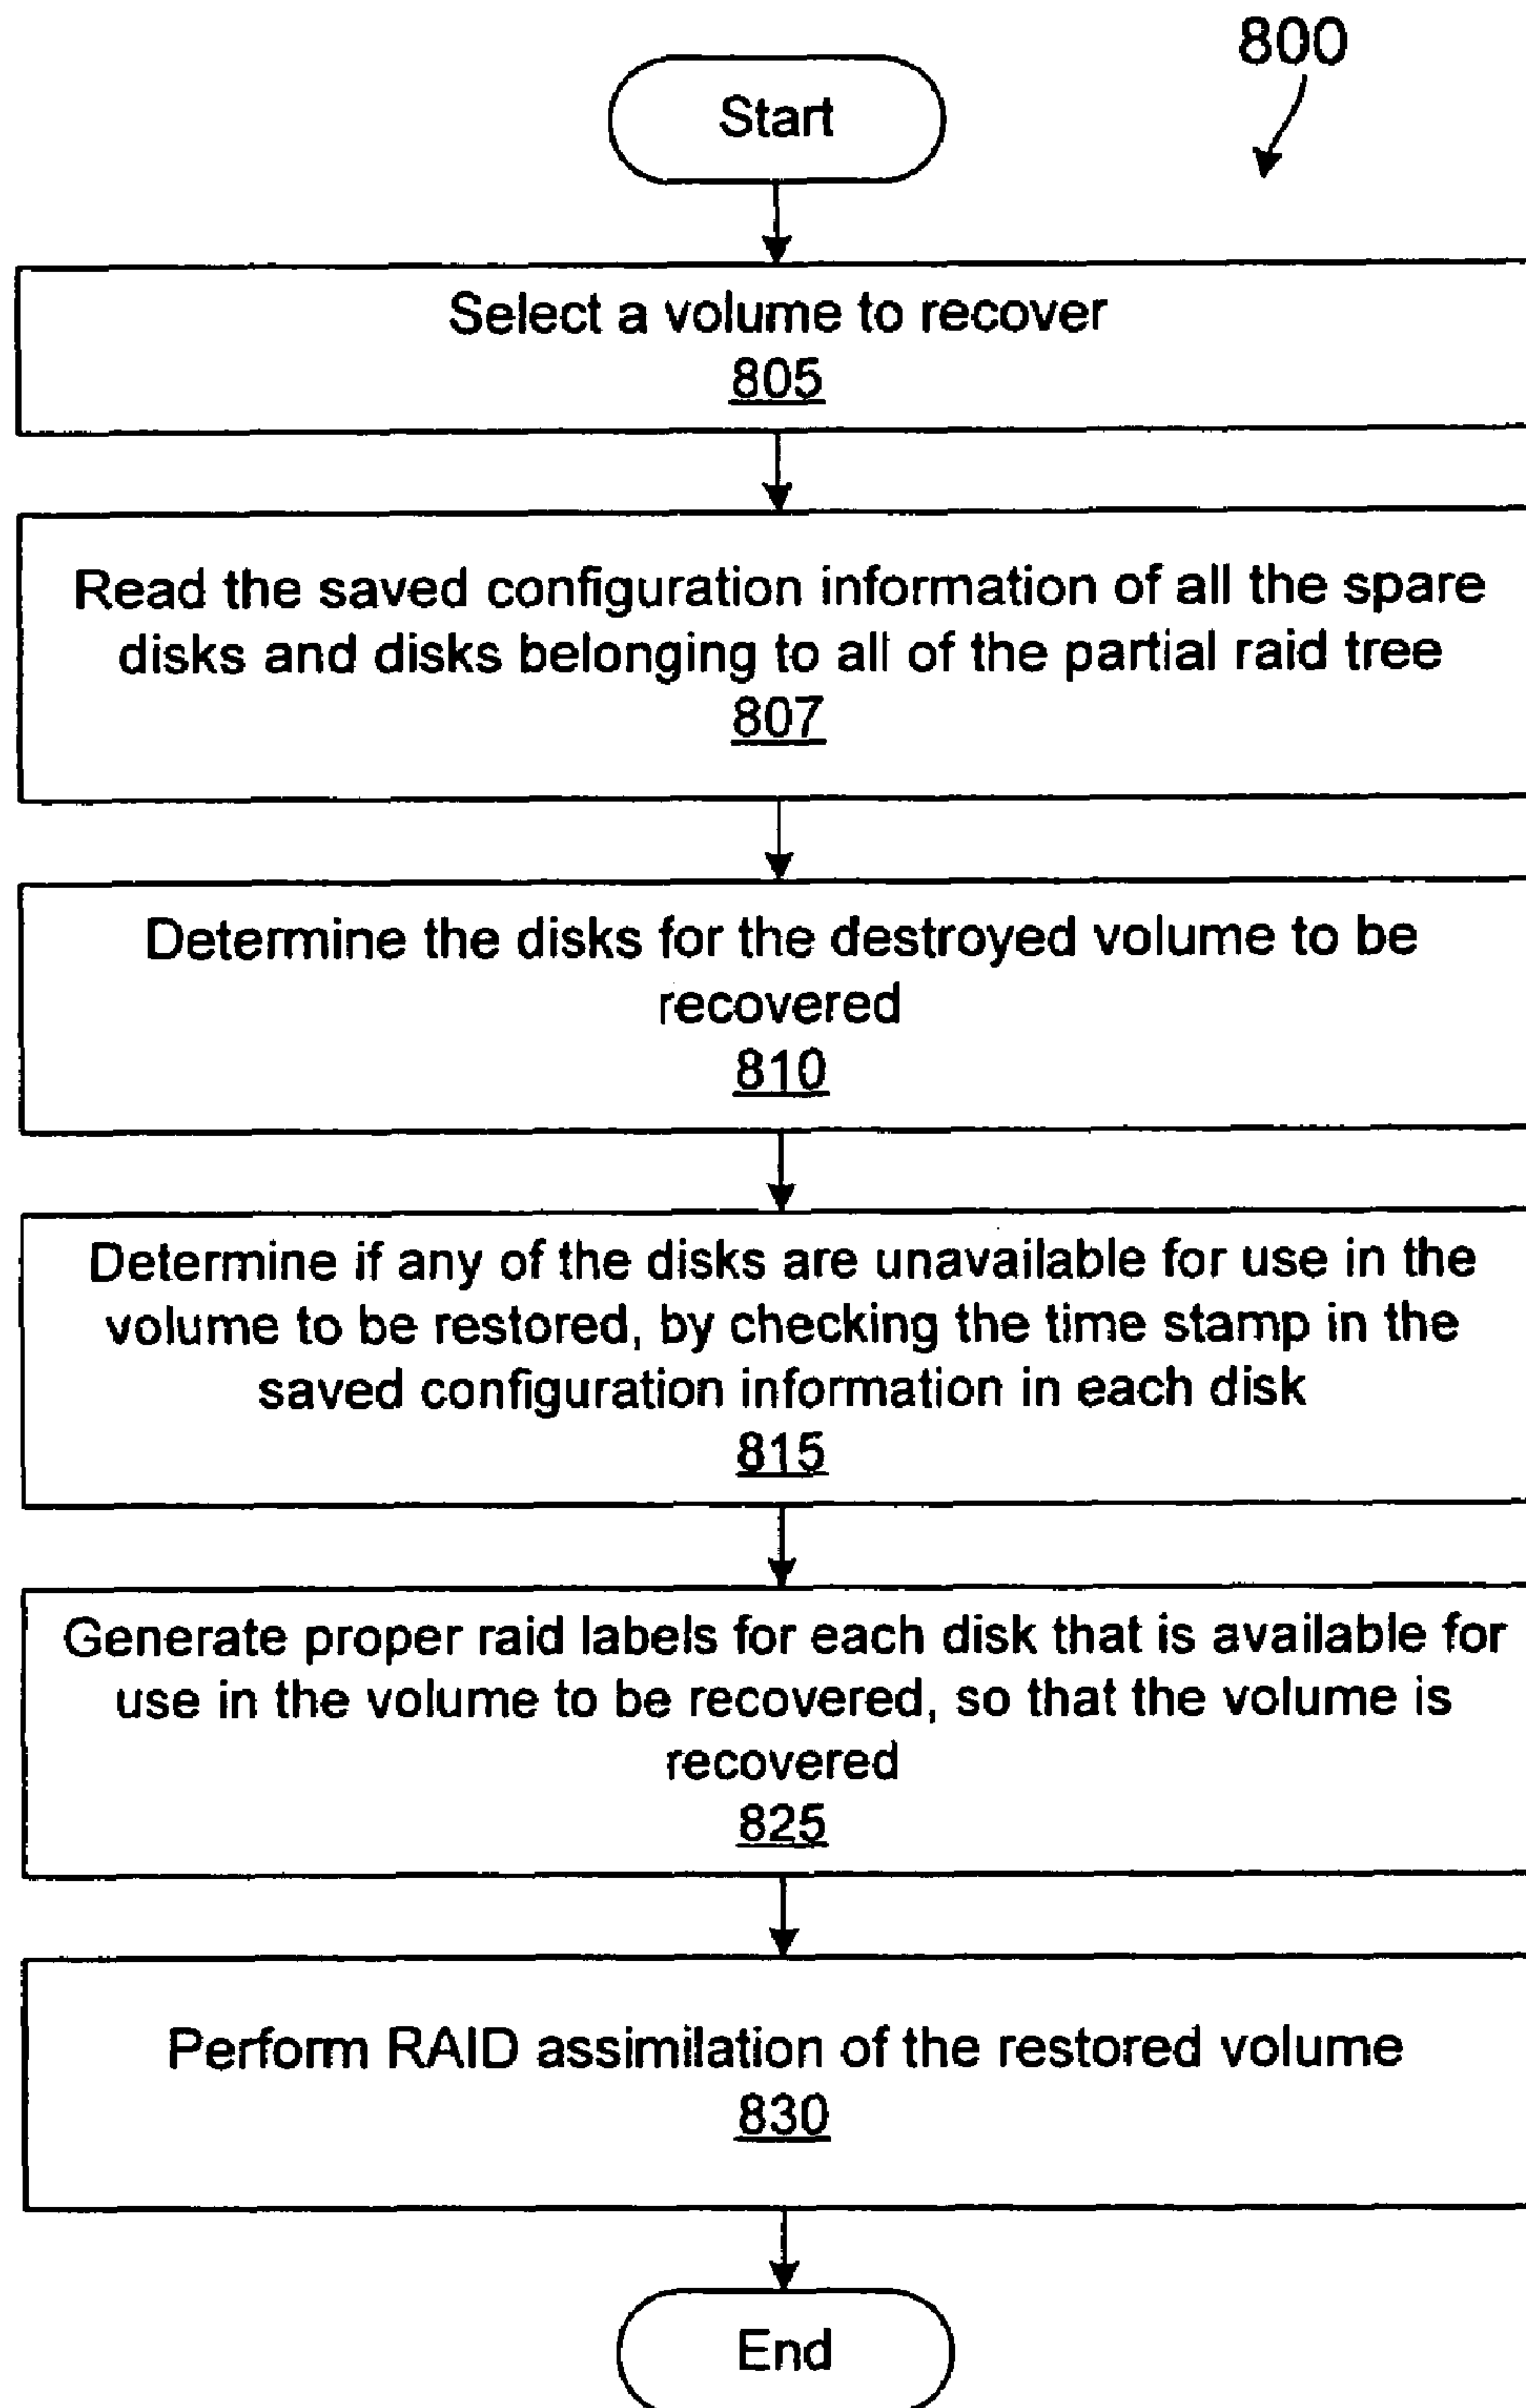 800
Start
Select a volume to recover
805
Read the saved configuration information of all the spare
disks and disks belonging to all of the partial raid tree
807
Determine the disks for the destroyed volume to be
recovered
810
Determine if any of the disks are unavailable for use in the
volume to be restored, by checking the time stamp in the
saved configuration information in each disk
815
Generate proper raid labels for each disk that is available for
use in the volume to be recovered, so that the volume is
recovered
825
Perform RAID assimilation of the restored volume
830
End